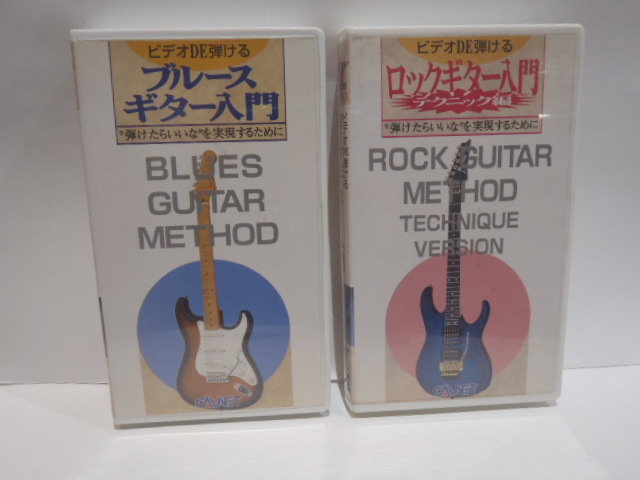 ビデオDE弾ける
ブルース
ギター入門
"弾けたらいいな"を実現するために
BLUES
GUITAR
METHOD
CAUNET
ビデオDE弾ける
ロックギター入門
テクニック編
"弾けたらいいな"を実現するために
ROCK GUITAR
METHOD
TECHNIQUE
VERSION
CAUNET